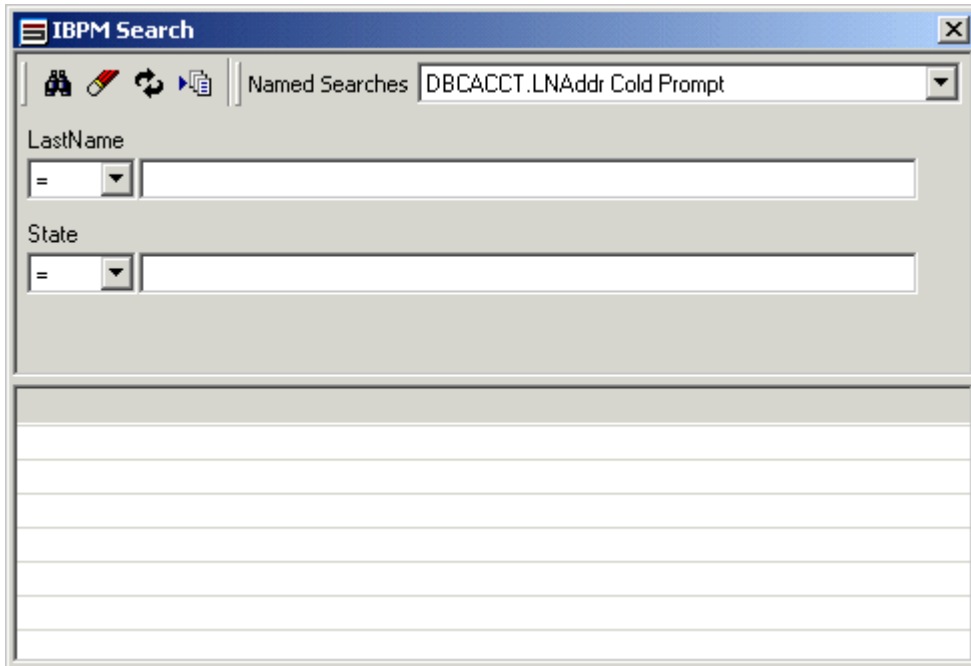 IBPM Search
Named Searches DBCACCT.LNAddr Cold Prompt
LastName
=
State
=